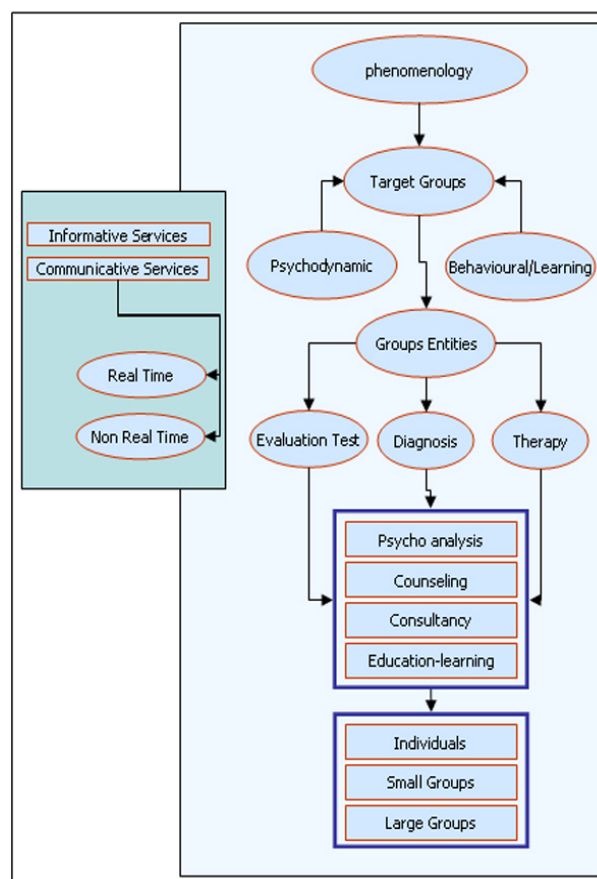 phenomenology
Target Groups
Informative Services
Communicative Services
Psychodynamic
Behavioural/Learning
Groups Entities
Real Time
Non Real Time
Evaluation Test
Diagnosis
Therapy
Psycho analysis
Counseling
Consultancy
Education-learning
Individuals
Small Groups
Large Groups